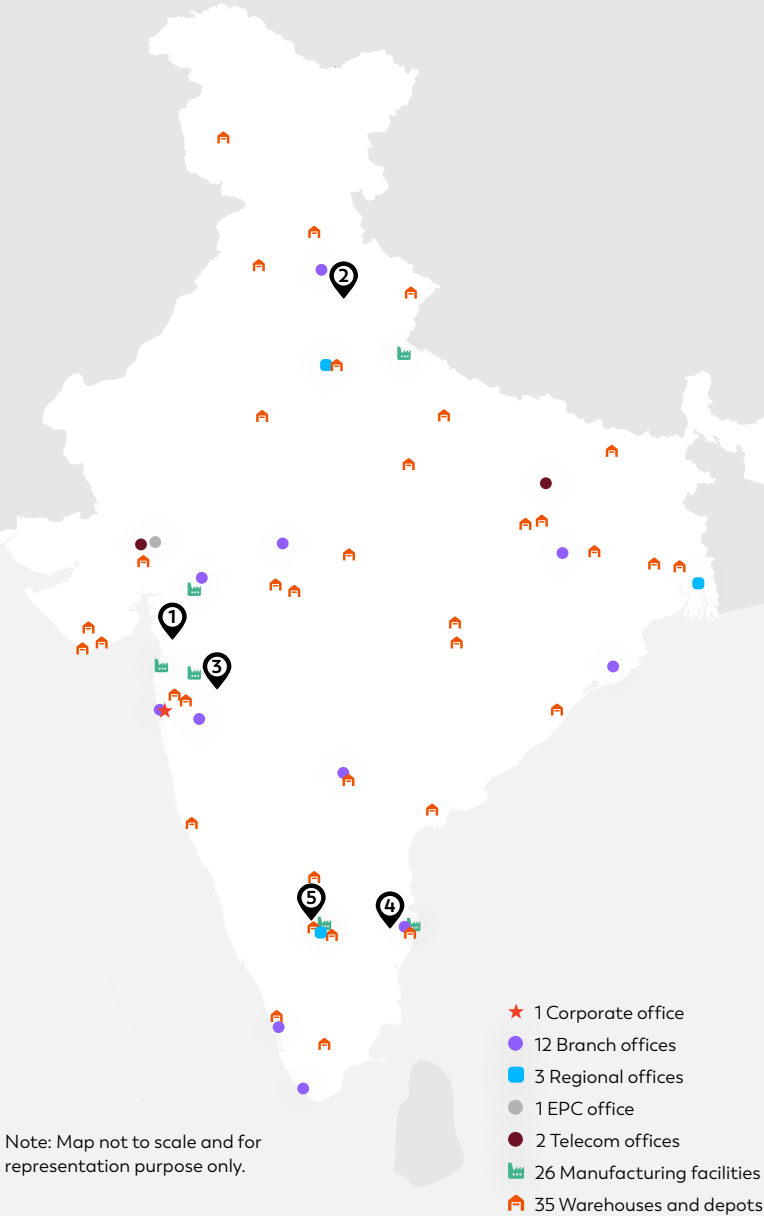 2
1
3
5
4
1 Corporate office
12 Branch offices
3 Regional offices
1 EPC office
2 Telecom offices
26 Manufacturing facilities
35 Warehouses and depots
Note: Map not to scale and for
representation purpose only.